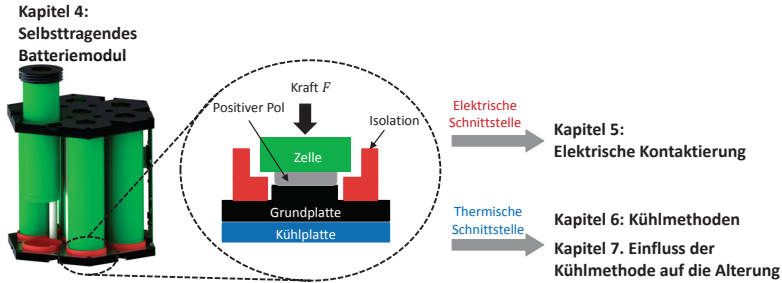 Kapitel 4:
Selbsttragendes
Batteriemodul
Kraft F
Positiver Pol
Isolation
Zelle
Grundplatte
Kühlplatte
Elektrische
Schnittstelle
Kapitel 5:
Elektrische Kontaktierung
Thermische
Schnittstelle
Kapitel 6: Kühlmethoden
Kapitel 7. Einfluss der
Kühlmethode auf die Alterung